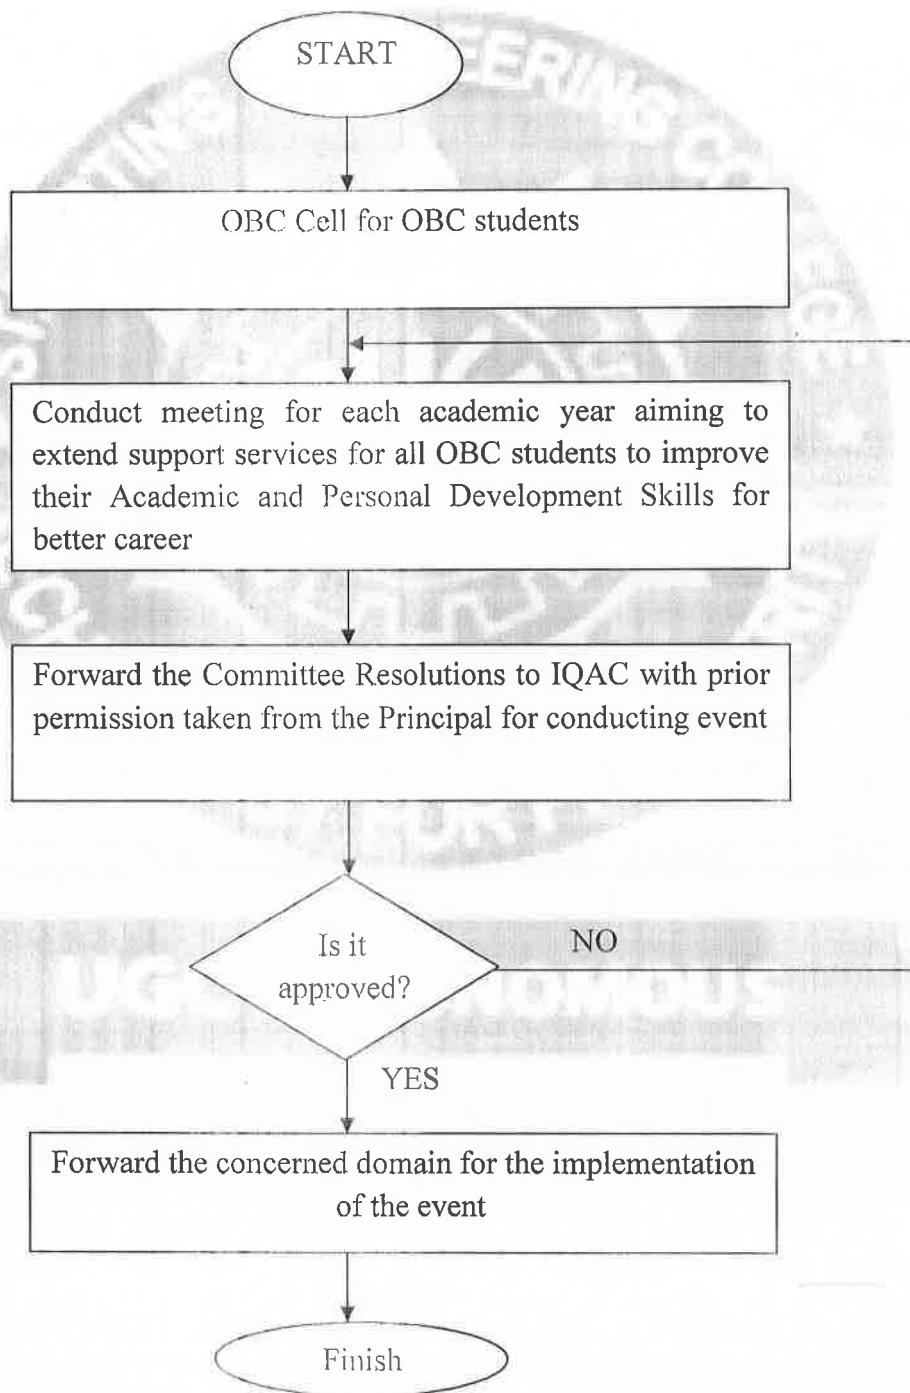 START
OBC Cell for OBC students
Conduct meeting for each academic year aiming to
extend support services for all OBC students to improve
their Academic and Personal Development Skills for
better career
Forward the Committee Resolutions to IQAC with prior
permission taken from the Principal for conducting event
Is it
approved?
NO
YES
Forward the concerned domain for the implementation
of the event
Finish